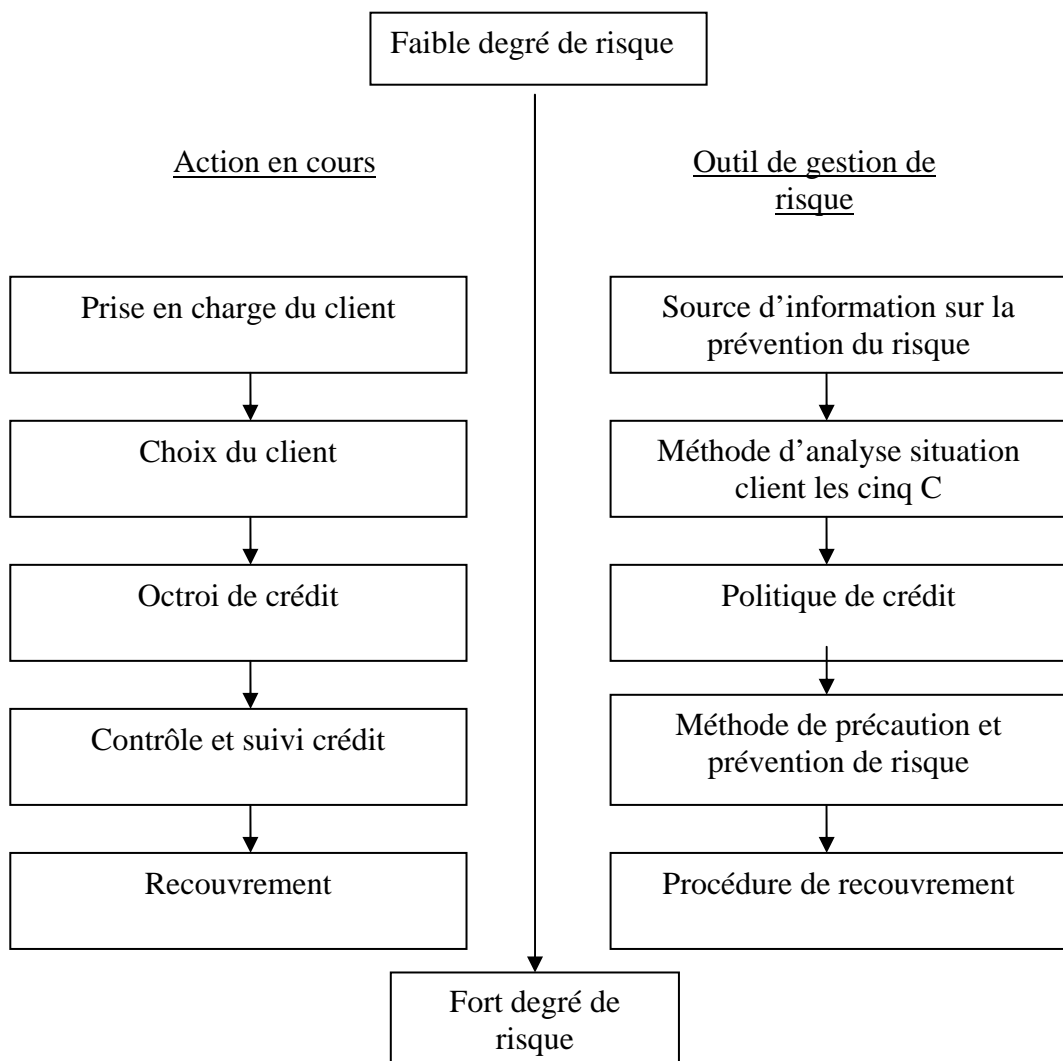 Faible degré de risque
Action en cours
Outil de gestion de
risque
Prise en charge du client
Source d’information sur la
prévention du risque
Choix du client
Méthode d’analyse situation
client les cinq C
Octroi de crédit
Politique de crédit
Contrôle et suivi crédit
Méthode de précaution et
prévention de risque
Recouvrement
Procédure de recouvrement
Fort degré de
risque